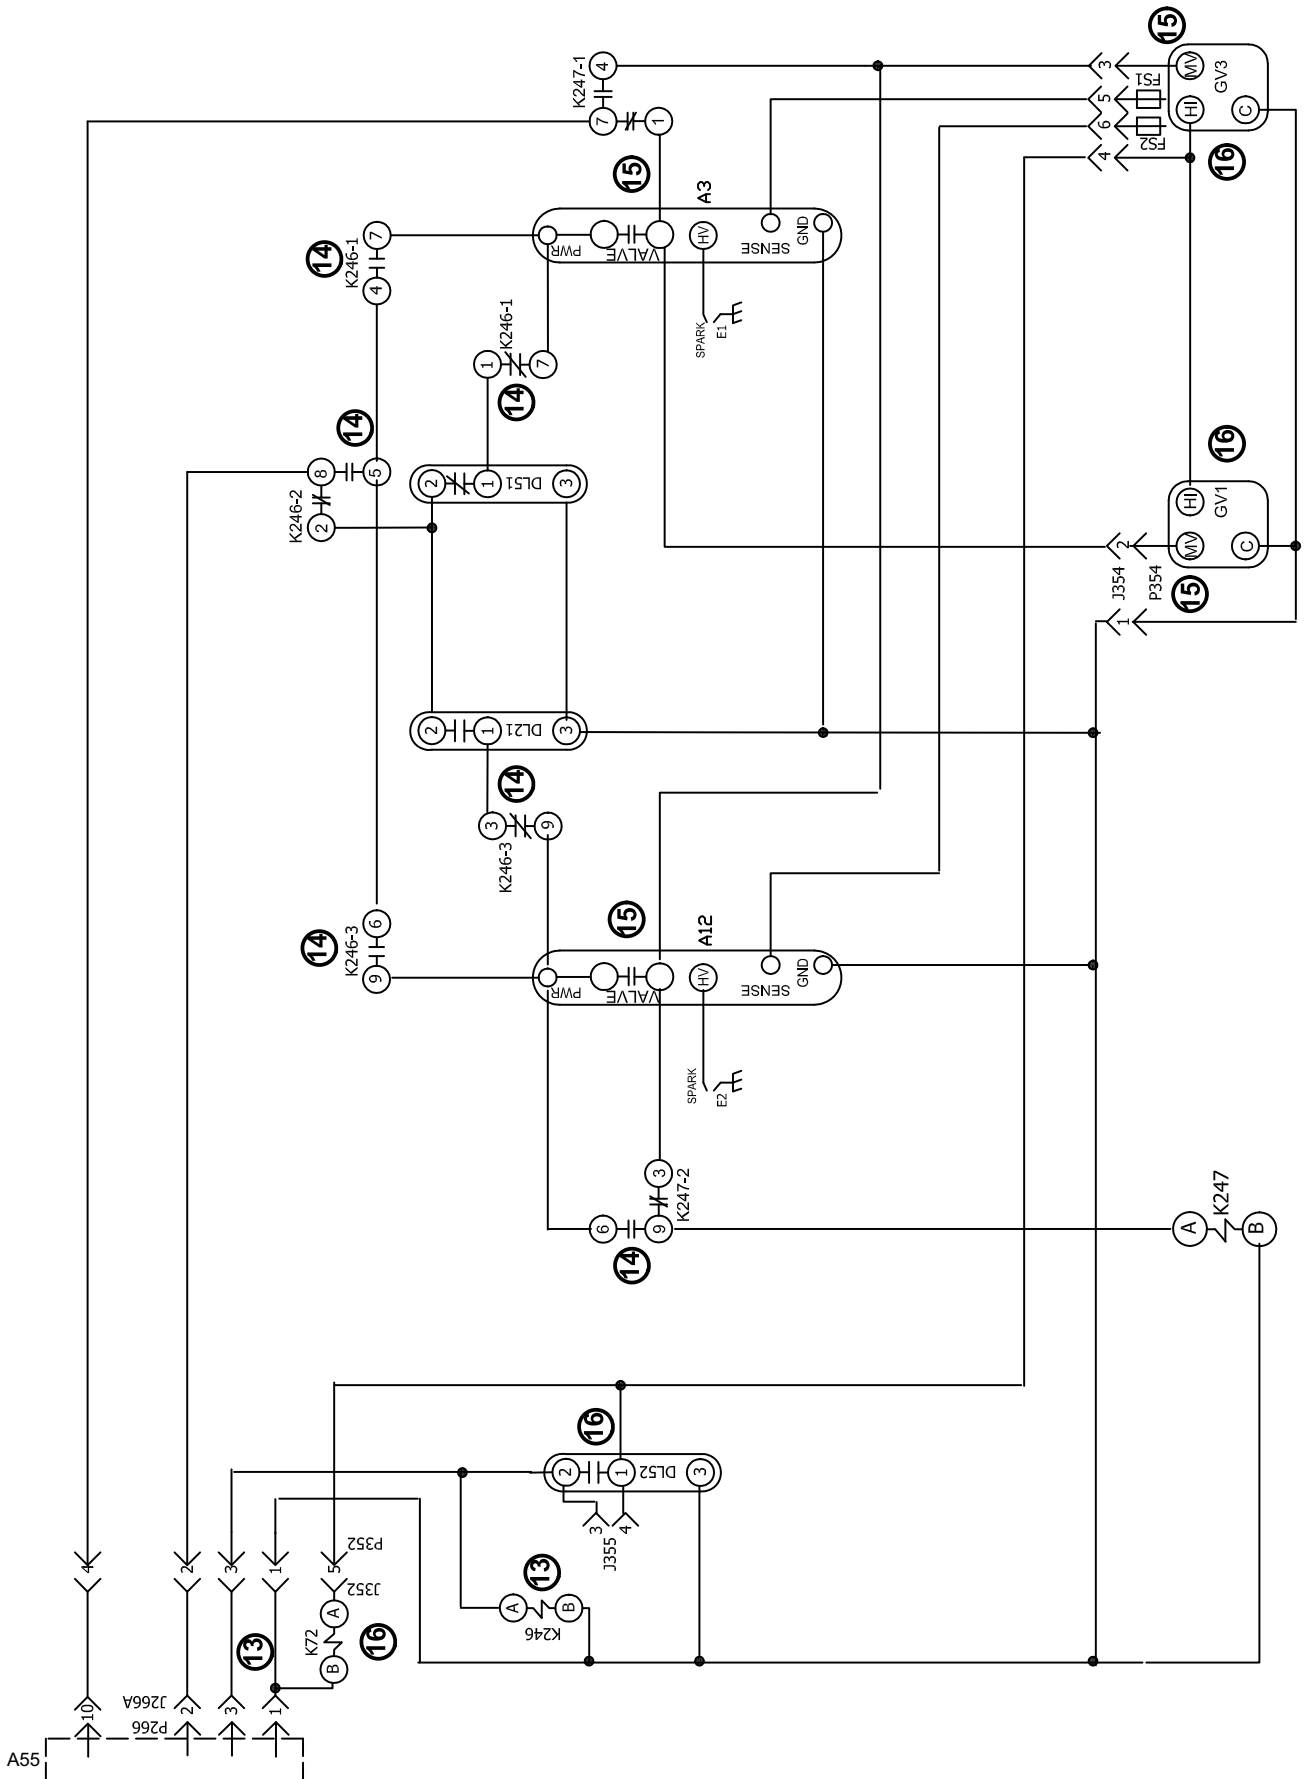 15
MV
GV3
HI
C
3
FS1
5
6
FS2
4
16
K247-1
4
7
1
15
A3
PWR
VALVE
HV
SENSE
GND
14
7
K246-1
4
K246-1
1
7
14
SPARK
E1
14
8
5
K246-2
2
2
1
DL51
3
16
HI
GV1
MV
C
2
J354
P354
15
1
2
1
DL21
3
14
3
9
K246-3
6
K246-3
9
14
15
A12
PWR
VALVE
HV
SENSE
GND
SPARK
E2
3
K247-2
6
9
14
A
K247
B
16
2
1
DL52
3
3
4
J355
13
A
B
K246
4
2
3
1
5
P352
J352
A
K72
B
16
13
10
J266A
2
3
1
P266
A55